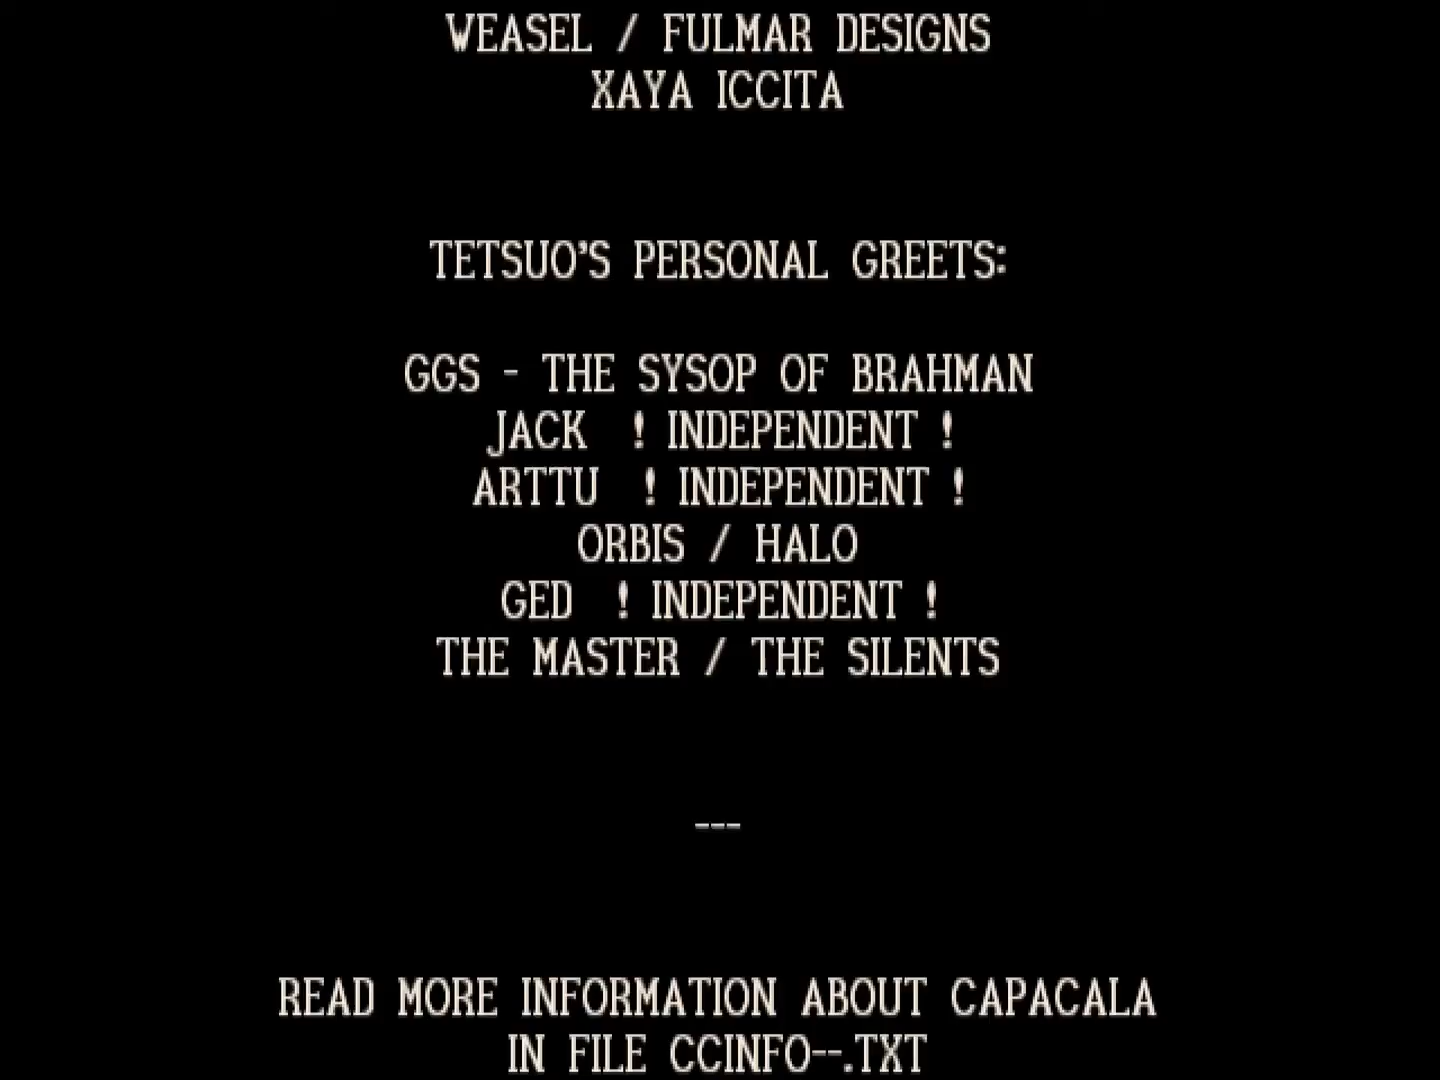 WEASEL / FULMAR DESIGNS
XAYA ICCITA
TETSUO'S PERSONAL GREETS:
GGS - THE SYSOP OF BRAHMAN
JACK ! INDEPENDENT !
ARTTU ! INDEPENDENT !
ORBIS / HALO
GED ! INDEPENDENT !
THE MASTER / THE SILENTS
---
READ MORE INFORMATION ABOUT CAPACALA
IN FILE CCINFO--.TXT